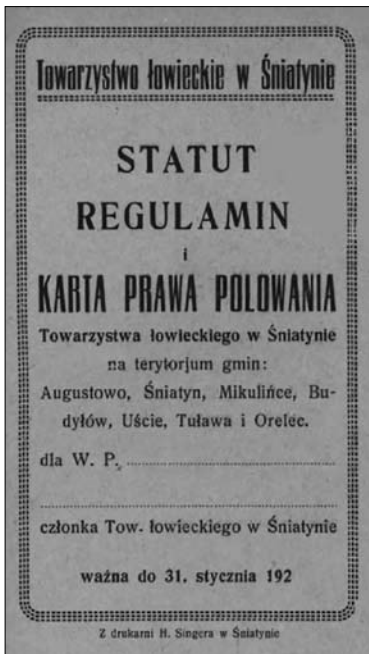 Towarzystwo łowieckie w Śniatynie
STATUT
REGULAMIN
i
KARTA PRAWA POLOWANIA
Towarzystwa łowieckiego w Śniatynie
na terytorjum gmin:
Augustowo, Śniatyn, Mikulińce, Bu-
dyłów, Uście, Tuława i Orelec.
dla W. P.
członka Tow. łowieckiego w Śniatynie
ważna do 31. stycznia 192
Z drukarni H. Singera w Śniatynie